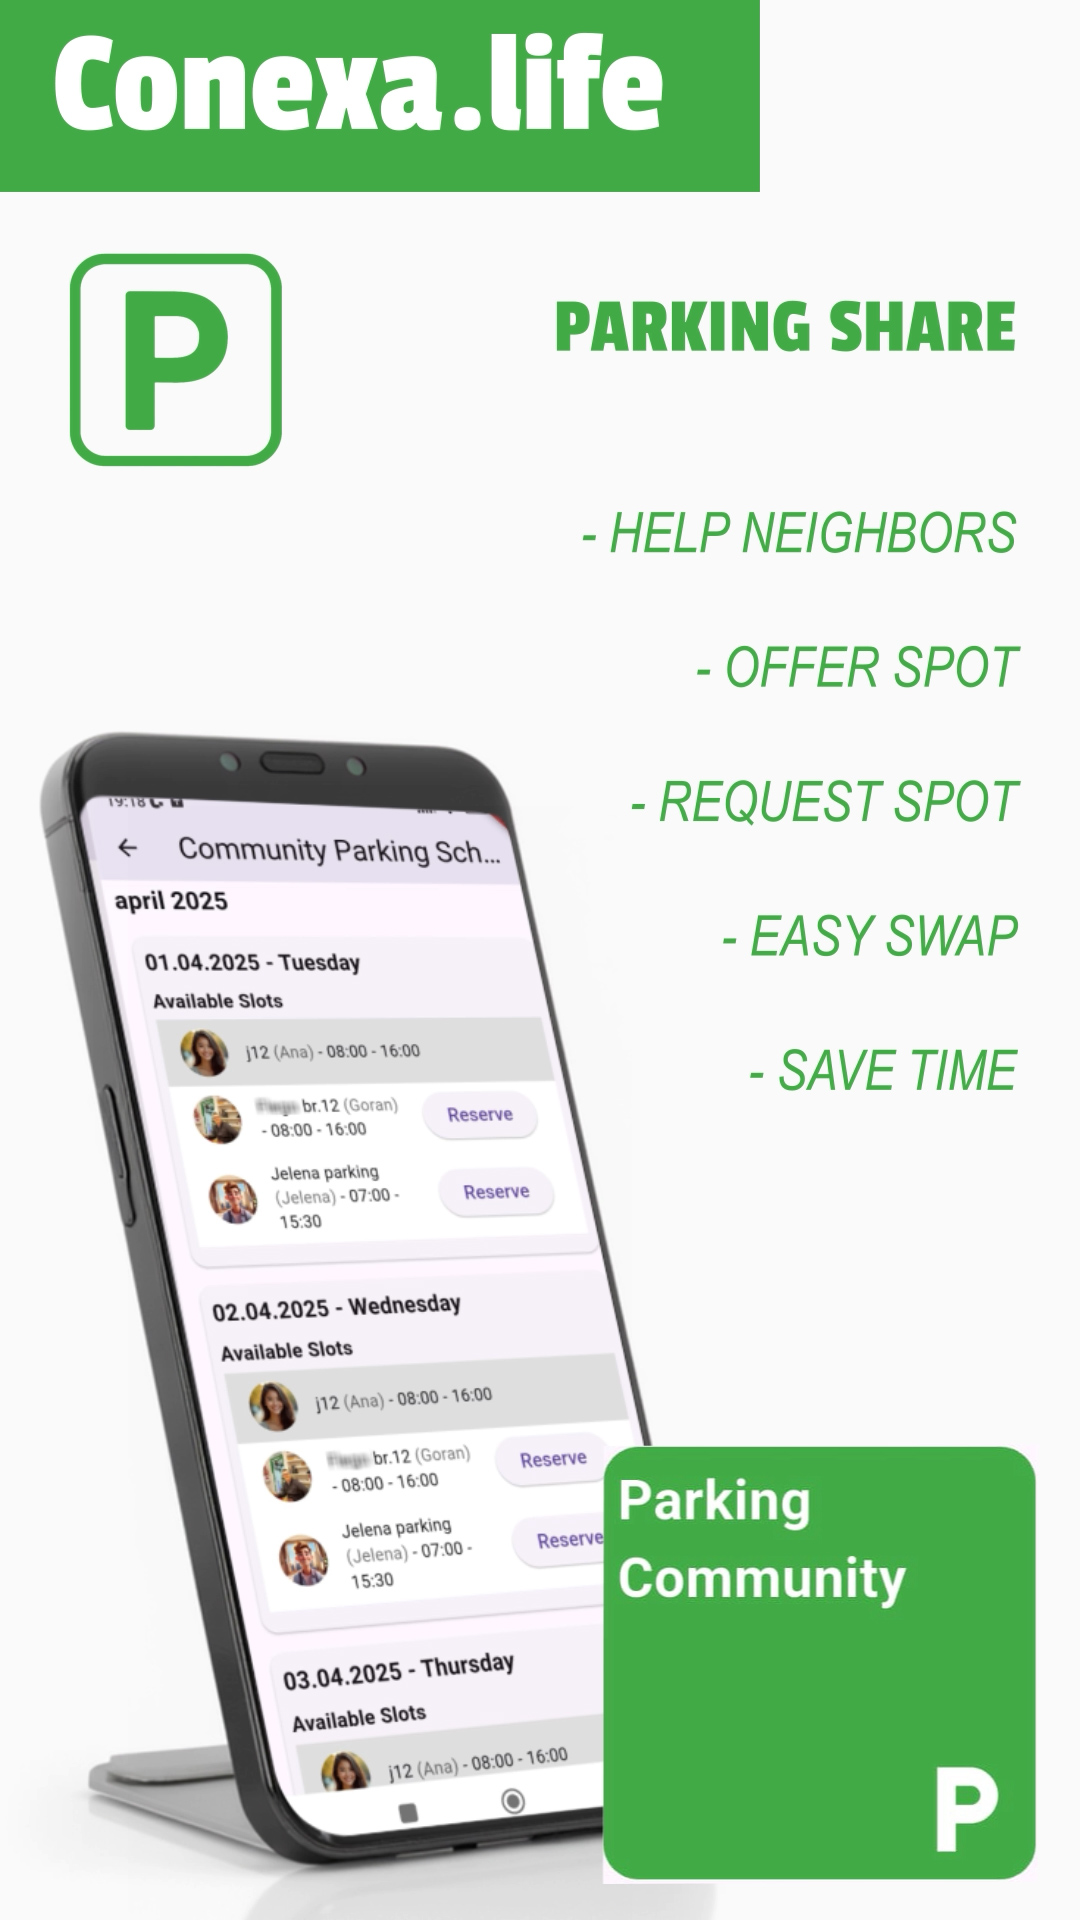 Conexa.life
P
PARKING SHARE
- HELP NEIGHBORS
- OFFER SPOT
- REQUEST SPOT
- EASY SWAP
- SAVE TIME
19:18
Community Parking Sch...
april 2025
01.04.2025 - Tuesday
Available Slots
j12 (Ana) - 08:00 - 16:00
br.12 (Goran)
- 08:00 - 16:00
Reserve
Jelena parking
(Jelena) - 07:00 -
15:30
Reserve
02.04.2025 - Wednesday
Available Slots
j12 (Ana) - 08:00 - 16:00
br.12 (Goran)
- 08:00 - 16:00
Reserve
Jelena parking
(Jelena) - 07:00 -
15:30
Reserve
03.04.2025 - Thursday
Available Slots
j12 (Ana) - 08:00 - 16:00
Parking
Community
P